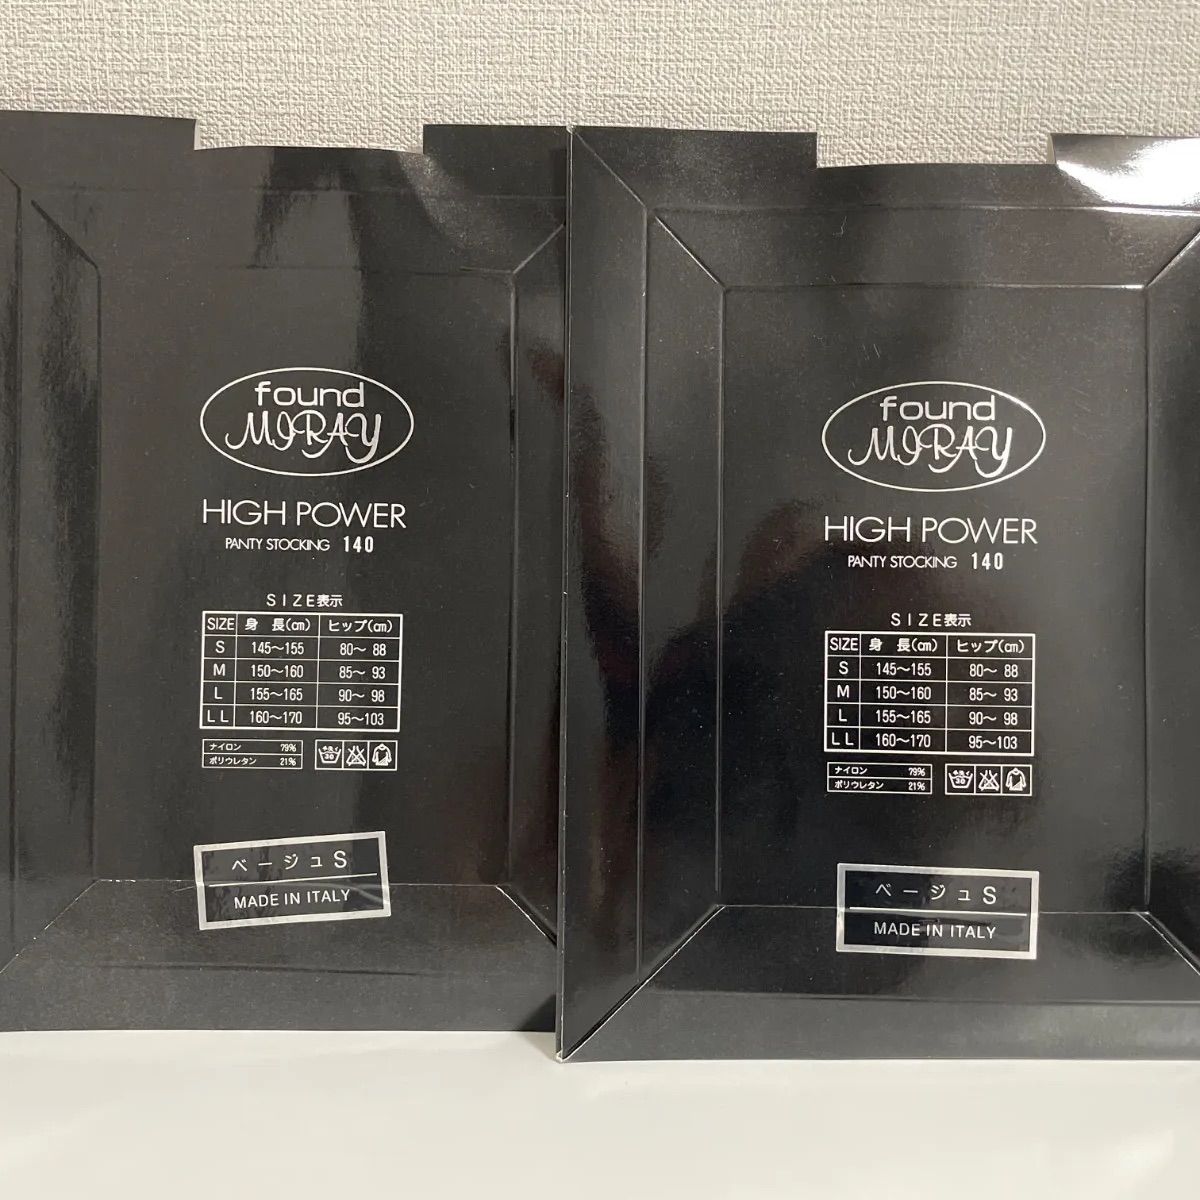 found
MIRAY
HIGH POWER
PANTY STOCKING 140
SIZE表示
SIZE 身 長(㎝) ヒップ(㎝)
S 145～155 80～ 88
M 150～160 85～ 93
L 155～165 90～ 98
LL 160～170 95～103
ナイロン 79%
ポリウレタン 21%
30
ベージュS
MADE IN ITALY
found
MIRAY
HIGH POWER
PANTY STOCKING 140
SIZE表示
SIZE 身 長(㎝) ヒップ(㎝)
S 145～155 80～ 88
M 150～160 85～ 93
L 155～165 90～ 98
LL 160～170 95～103
ナイロン 79%
ポリウレタン 21%
30
ベージュS
MADE IN ITALY